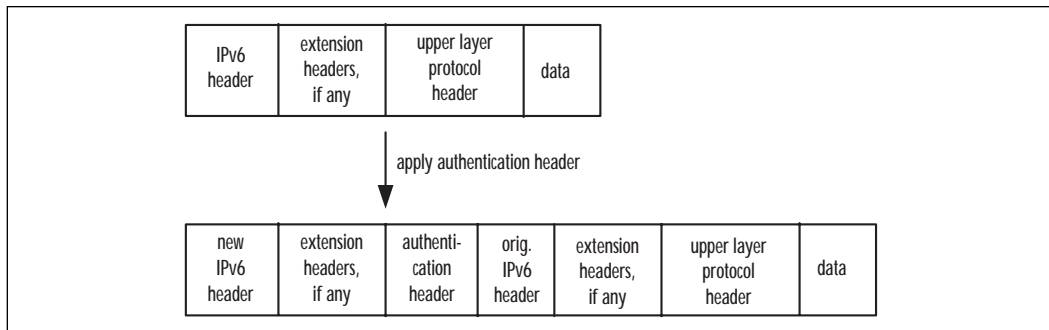 IPv6
header
extension
headers,
if any
upper layer
protocol
header
data
apply authentication header
new
IPv6
header
extension
headers,
if any
authenti-
cation
header
orig.
IPv6
header
extension
headers,
if any
upper layer
protocol
header
data